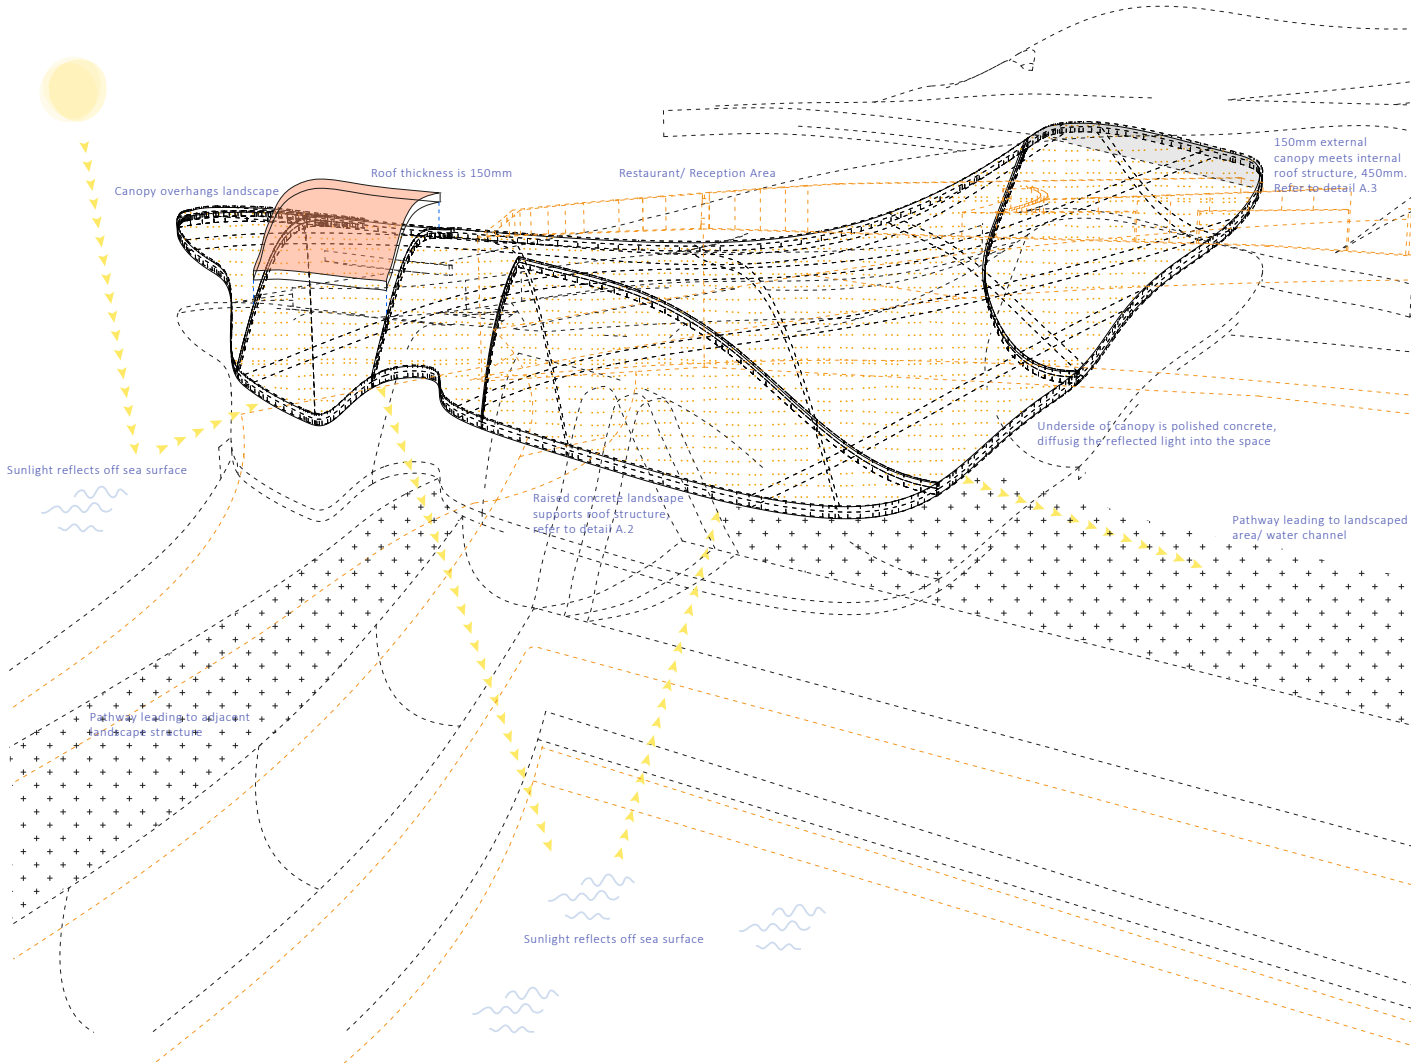 150mm external
canopy meets internal
roof structure, 450mm.
Refer to detail A.3
Roof thickness is 150mm
Restaurant/ Reception Area
Canopy overhangs landscape
Underside of canopy is polished concrete,
diffusig the reflected light into the space
Sunlight reflects off sea surface
Raised concrete landscape
supports roof structure,
refer to detail A.2
Pathway leading to landscaped
area/ water channel
Pathway leading to adjacent
landscape structure
Sunlight reflects off sea surface